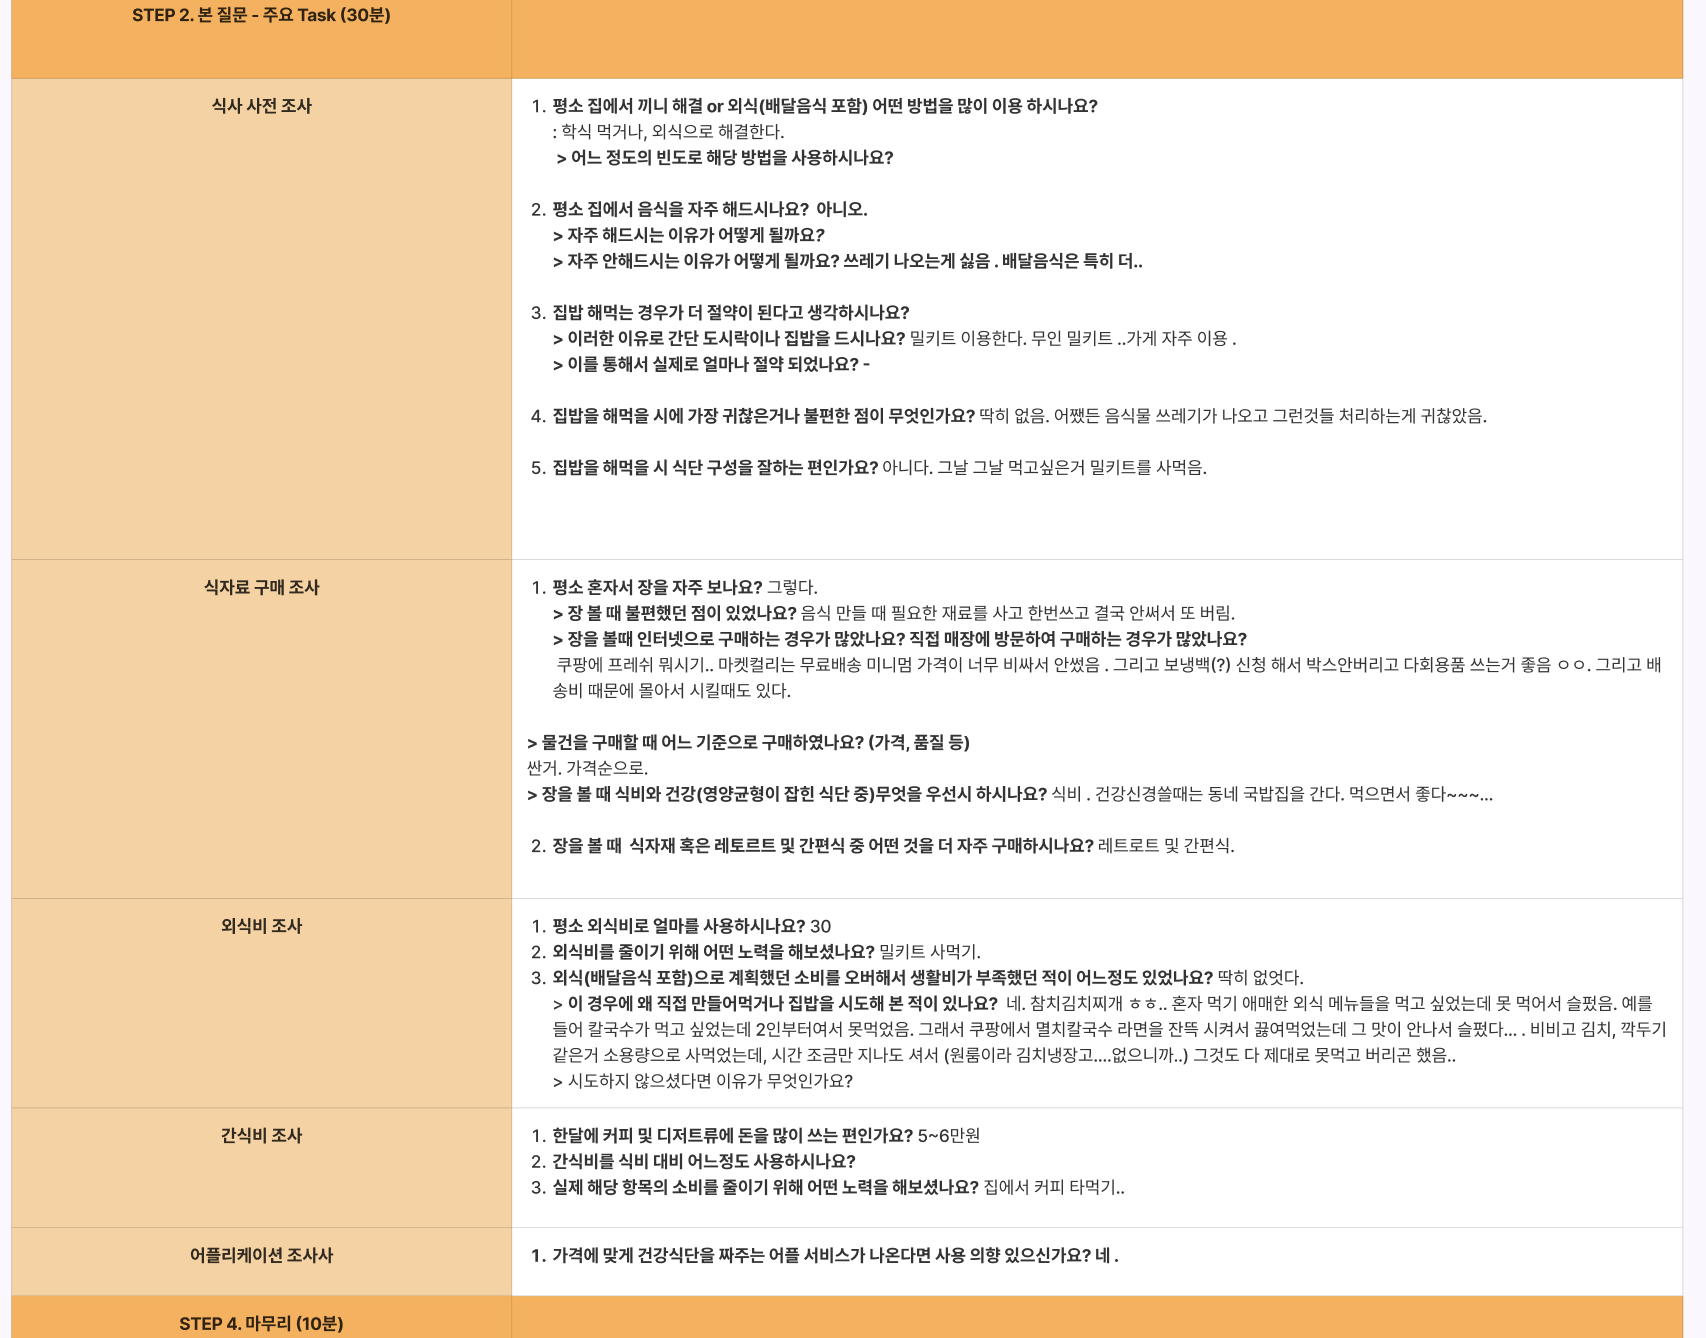 STEP 2. 본 질문 - 주요 Task (30분)
식사 사전 조사
1. 평소 집에서 끼니 해결 or 외식(배달음식 포함) 어떤 방법을 많이 이용 하시나요?
: 학식 먹거나, 외식으로 해결한다.
> 어느 정도의 빈도로 해당 방법을 사용하시나요?
2. 평소 집에서 음식을 자주 해드시나요? 아니오.
> 자주 해드시는 이유가 어떻게 될까요?
> 자주 안해드시는 이유가 어떻게 될까요? 쓰레기 나오는게 싫음 . 배달음식은 특히 더..
3. 집밥 해먹는 경우가 더 절약이 된다고 생각하시나요?
> 이러한 이유로 간단 도시락이나 집밥을 드시나요? 밀키트 이용한다. 무인 밀키트 ..가게 자주 이용 .
> 이를 통해서 실제로 얼마나 절약 되었나요? -
4. 집밥을 해먹을 시에 가장 귀찮은거나 불편한 점이 무엇인가요? 딱히 없음. 어쨌든 음식물 쓰레기가 나오고 그런것들 처리하는게 귀찮았음.
5. 집밥을 해먹을 시 식단 구성을 잘하는 편인가요? 아니다. 그날 그날 먹고싶은거 밀키트를 사먹음.
식자료 구매 조사
1. 평소 혼자서 장을 자주 보나요? 그렇다.
> 장 볼 때 불편했던 점이 있었나요? 음식 만들 때 필요한 재료를 사고 한번쓰고 결국 안써서 또 버림.
> 장을 볼때 인터넷으로 구매하는 경우가 많았나요? 직접 매장에 방문하여 구매하는 경우가 많았나요?
쿠팡에 프레쉬 뭐시기.. 마켓컬리는 무료배송 미니멈 가격이 너무 비싸서 안썼음 . 그리고 보냉백(?) 신청 해서 박스안버리고 다회용품 쓰는거 좋음 ㅇㅇ. 그리고 배
송비 때문에 몰아서 시킬때도 있다.
> 물건을 구매할 때 어느 기준으로 구매하였나요? (가격, 품질 등)
싼거. 가격순으로.
> 장을 볼 때 식비와 건강(영양균형이 잡힌 식단 중)무엇을 우선시 하시나요? 식비 . 건강신경쓸때는 동네 국밥집을 간다. 먹으면서 좋다~~~...
2. 장을 볼 때 식자재 혹은 레토르트 및 간편식 중 어떤 것을 더 자주 구매하시나요? 레트로트 및 간편식.
외식비 조사
1. 평소 외식비로 얼마를 사용하시나요? 30
2. 외식비를 줄이기 위해 어떤 노력을 해보셨나요? 밀키트 사먹기.
3. 외식(배달음식 포함)으로 계획했던 소비를 오버해서 생활비가 부족했던 적이 어느정도 있었나요? 딱히 없엇다.
> 이 경우에 왜 직접 만들어먹거나 집밥을 시도해 본 적이 있나요? 네. 참치김치찌개 ㅎㅎ.. 혼자 먹기 애매한 외식 메뉴들을 먹고 싶었는데 못 먹어서 슬펐음. 예를
들어 칼국수가 먹고 싶었는데 2인부터여서 못먹었음. 그래서 쿠팡에서 멸치칼국수 라면을 잔뜩 시켜서 끓여먹었는데 그 맛이 안나서 슬펐다... . 비비고 김치, 깍두기
같은거 소용량으로 사먹었는데, 시간 조금만 지나도 셔서 (원룸이라 김치냉장고....없으니까..) 그것도 다 제대로 못먹고 버리곤 했음..
> 시도하지 않으셨다면 이유가 무엇인가요?
간식비 조사
1. 한달에 커피 및 디저트류에 돈을 많이 쓰는 편인가요? 5~6만원
2. 간식비를 식비 대비 어느정도 사용하시나요?
3. 실제 해당 항목의 소비를 줄이기 위해 어떤 노력을 해보셨나요? 집에서 커피 타먹기..
어플리케이션 조사사
1. 가격에 맞게 건강식단을 짜주는 어플 서비스가 나온다면 사용 의향 있으신가요? 네 .
STEP 4. 마무리 (10분)